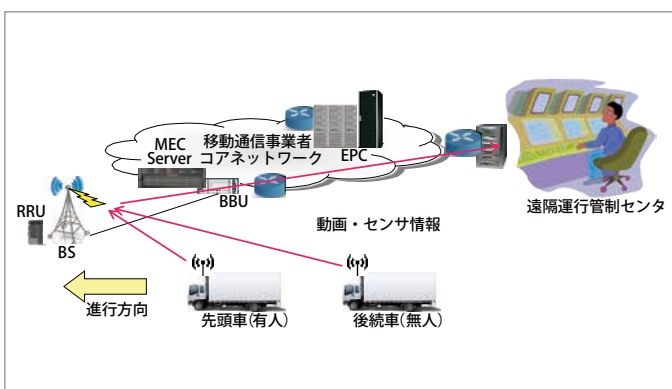 MEC
Server
移動通信事業者
コアネットワーク
EPC
BBU
RRU
BS
動画・センサ情報
遠隔運行管制センタ
進行方向
先頭車(有人)
後続車(無人)